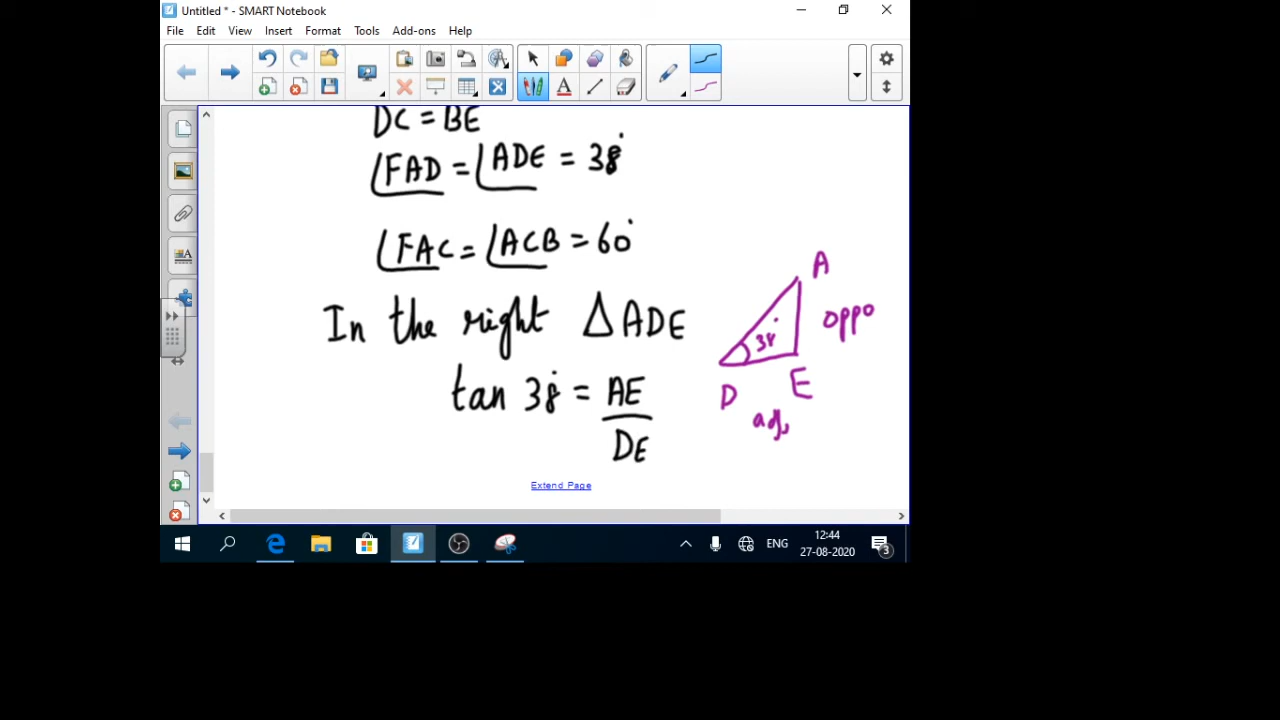 Untitled * - SMART Notebook
File Edit View Insert Format Tools Add-ons Help
DC = BE
∠FAD = ∠ADE = 38°
∠FAC = ∠ACB = 60°
In the right △ADE
tan 38° = AE
DE
A
oppo
38°
D
E
adj
Extend Page
ENG
12:44
27-08-2020
3